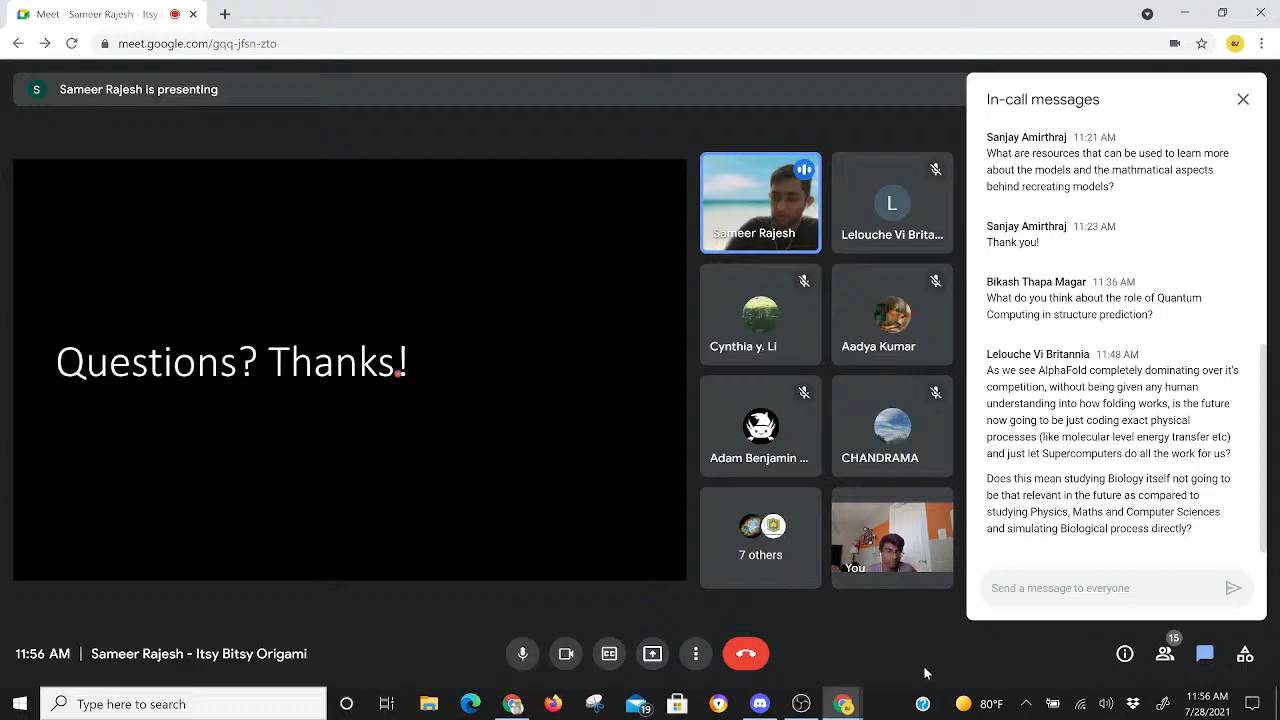 Meet - Sameer Rajesh - Itsy I
meet.google.com/gqq-jfsn-zto
ev
S
Sameer Rajesh is presenting
Questions? Thanks!
Sameer Rajesh
L
Lelouche Vi Brita...
Cynthia y. Li
Aadya Kumar
Adam Benjamin ...
CHANDRAMA
7 others
You
In-call messages
Sanjay Amirthraj 11:21 AM
What are resources that can be used to learn more
about the models and the mathmatical aspects
behind recreating models?
Sanjay Amirthraj 11:23 AM
Thank you!
Bikash Thapa Magar 11:36 AM
What do you think about the role of Quantum
Computing in structure prediction?
Lelouche Vi Britannia 11:48 AM
As we see AlphaFold completely dominating over it's
competition, without being given any human
understanding into how folding works, is the future
now going to be just coding exact physical
processes (like molecular level energy transfer etc)
and just let Supercomputers do all the work for us?
Does this mean studying Biology itself not going to
be that relevant in the future as compared to
studying Physics, Maths and Computer Sciences
and simulating Biological process directly?
Send a message to everyone
11:56 AM | Sameer Rajesh - Itsy Bitsy Origami
CC
15
Type here to search
19
80°F
11:56 AM
7/28/2021